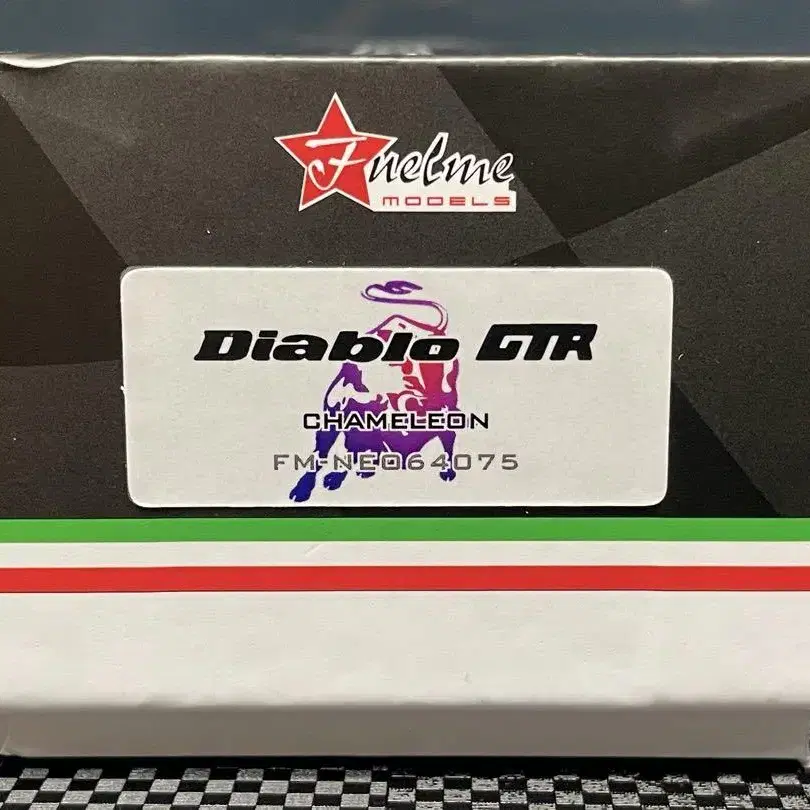 Fuelme
MODELS
Diablo GTR
CHAMELEON
FM-NEO64075